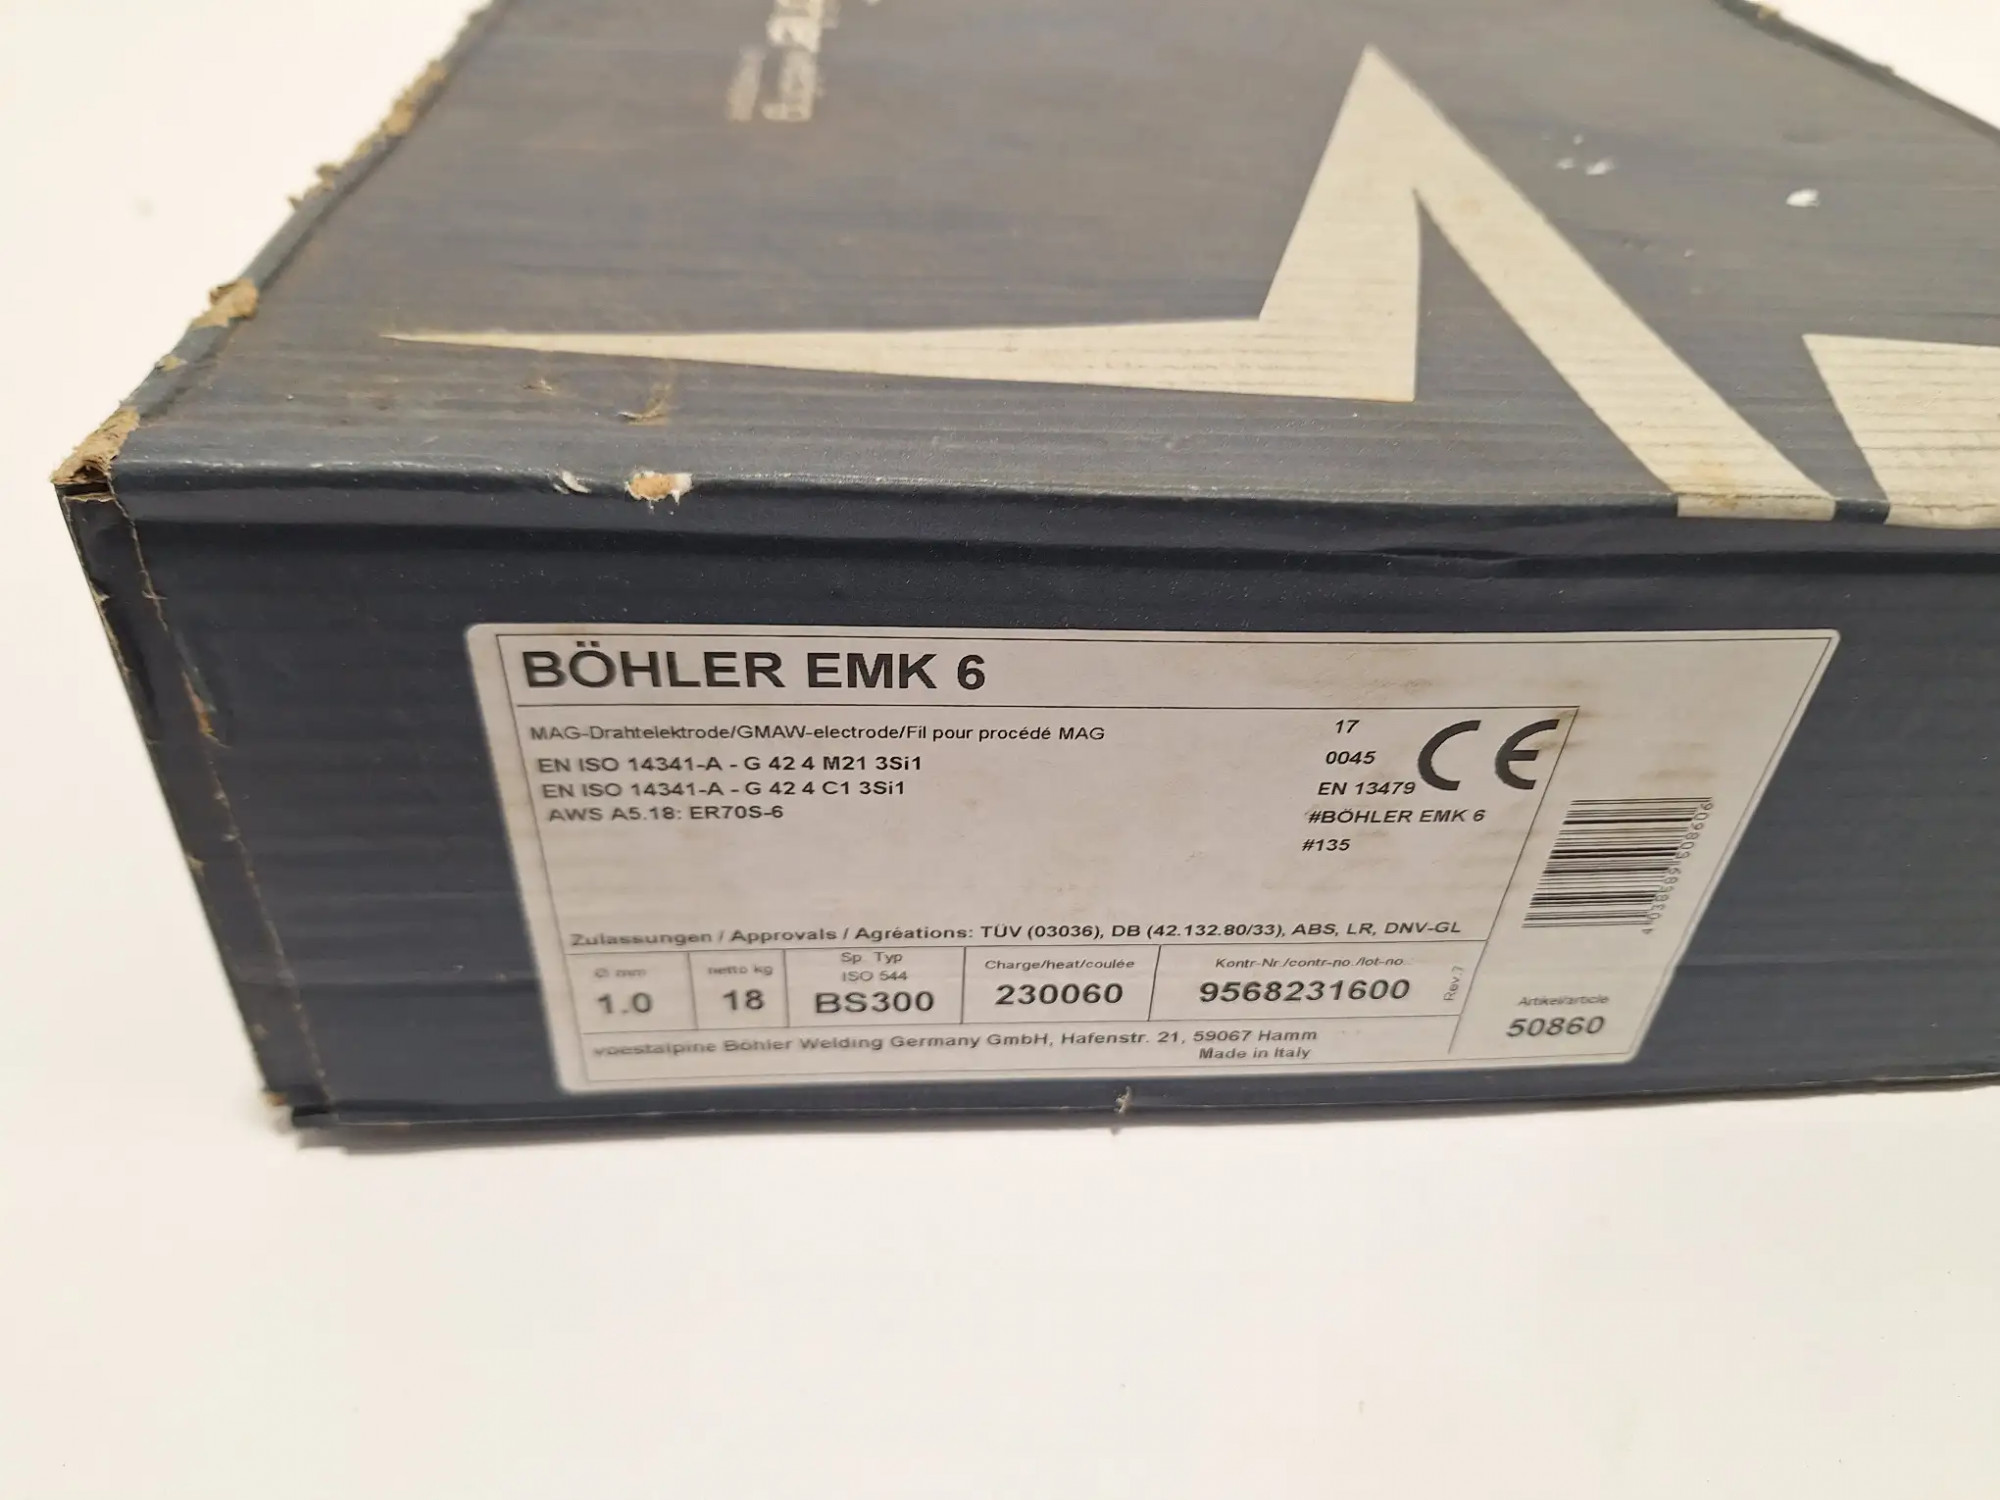 BÖHLER EMK 6
MAG-Drahtelektrode/GMAW-electrode/Fil pour procédé MAG
EN ISO 14341-A - G 42 4 M21 3Si1
EN ISO 14341-A - G 42 4 C1 3Si1
AWS A5.18: ER70S-6
17
0045
EN 13479
CE
#BÖHLER EMK 6
#135
Zulassungen / Approvals / Agréations: TÜV (03036), DB (42.132.80/33), ABS, LR, DNV-GL
Ø mm
1.0
netto kg
18
Sp. Typ
ISO 544
BS300
Charge/heat/coulée
230060
Kontr-Nr./contr-no./lot-no.
9568231600
Artikel/article
50860
voestalpine Böhler Welding Germany GmbH, Hafenstr. 21, 59067 Hamm
Made in Italy